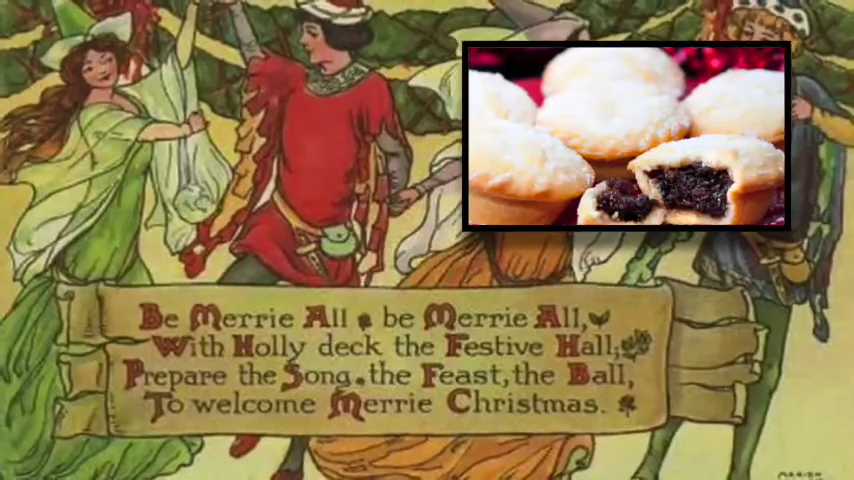 Be Merrie All be Merrie All,
With Holly deck the Festive Hall;
Prepare the Song, the Feast, the Ball,
To welcome Merrie Christmas.